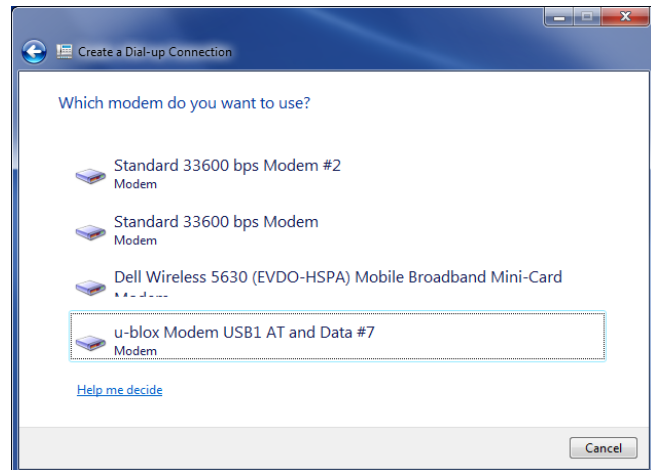 Create a Dial-up Connection
Which modem do you want to use?
Standard 33600 bps Modem #2
Modem
Standard 33600 bps Modem
Modem
Dell Wireless 5630 (EVDO-HSPA) Mobile Broadband Mini-Card
Modem
u-blox Modem USB1 AT and Data #7
Modem
Help me decide
Cancel